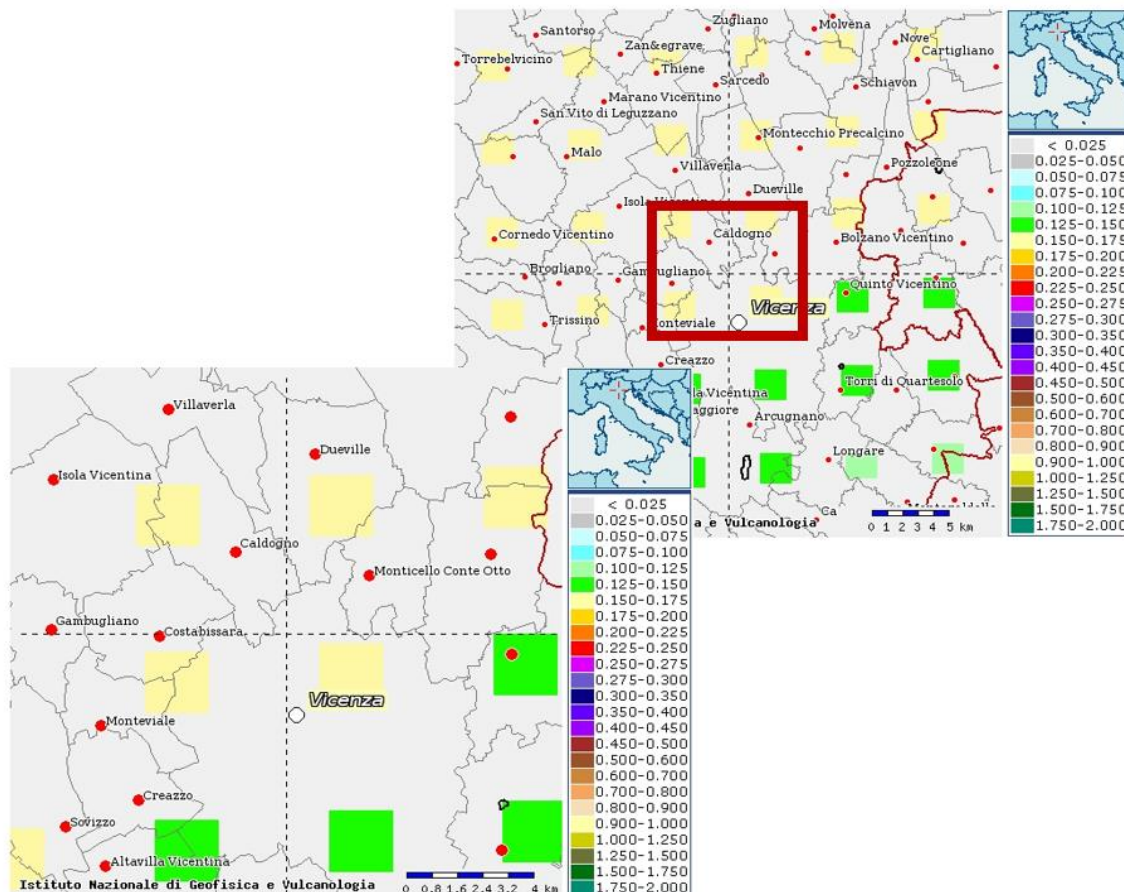 Zugliano
Molvena
Santorso
Nove
Zan&egrave
Cartigliano
Torrebelvicino
Thiene
Sarcedo
Schiavon
Marano Vicentino
San Vito di Leguzzano
Montecchio Precalcino
Malo
Villaverla
Pozzoleone
Dueville
Isola Vicentina
Cornedo Vicentino
Caldogno
Bolzano Vicentino
Brogliano
Gambugliano
Quinto Vicentino
Vicenza
Trissino
Monteviale
Creazzo
Torri di Quartesolo
la Vicentina
aggiore
Arcugnano
Longare
Ca
a e Vulcanologia
0 1 2 3 4 5 km
< 0.025
0.025-0.050
0.050-0.075
0.075-0.100
0.100-0.125
0.125-0.150
0.150-0.175
0.175-0.200
0.200-0.225
0.225-0.250
0.250-0.275
0.275-0.300
0.300-0.350
0.350-0.400
0.400-0.450
0.450-0.500
0.500-0.600
0.600-0.700
0.700-0.800
0.800-0.900
0.900-1.000
1.000-1.250
1.250-1.500
1.500-1.750
1.750-2.000
Villaverla
Dueville
Isola Vicentina
Caldogno
Monticello Conte Otto
Gambugliano
Costabissara
Vicenza
Monteviale
Creazzo
Sovizzo
Altavilla Vicentina
Istituto Nazionale di Geofisica e Vulcanologia
0 0.8 1.6 2.4 3.2 4 km
< 0.025
0.025-0.050
0.050-0.075
0.075-0.100
0.100-0.125
0.125-0.150
0.150-0.175
0.175-0.200
0.200-0.225
0.225-0.250
0.250-0.275
0.275-0.300
0.300-0.350
0.350-0.400
0.400-0.450
0.450-0.500
0.500-0.600
0.600-0.700
0.700-0.800
0.800-0.900
0.900-1.000
1.000-1.250
1.250-1.500
1.500-1.750
1.750-2.000